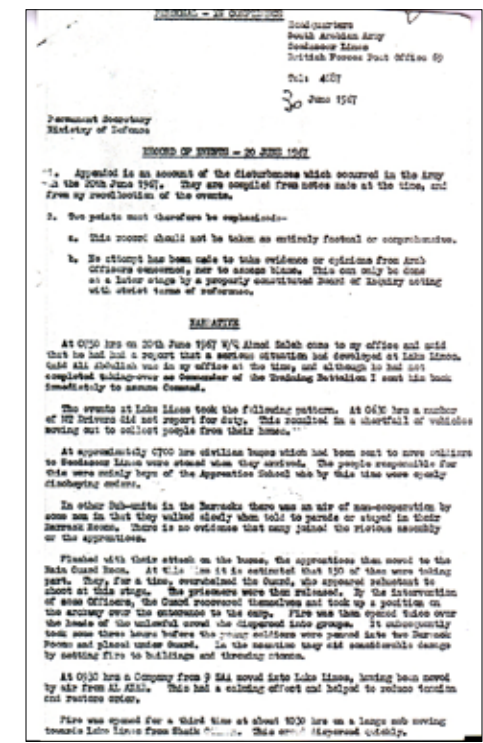 PERSONAL - IN CONFIDENCE
Headquarters
South Arabian Army
Seedaseer Lines
British Forces Post Office 69
Tel: 4687
30 June 1967
Permanent Secretary
Ministry of Defence
RECORD OF EVENTS - 20 JUNE 1967
1. Appended is an account of the disturbances which occurred in the Army
on the 20th June 1967. They are compiled from notes made at the time, and
from my recollection of the events.
2. Two points must therefore be emphasised:-
a. This record should not be taken as entirely factual or comprehensive.
b. No attempt has been made to take evidence or opinions from Arab
Officers concerned, nor to assess blame. This can only be done
at a later stage by a properly constituted Board of Inquiry acting
with strict terms of reference.
NARRATIVE
At 0750 hrs on 20th June 1967 Ahmed Saleh came to my office and said
that he had had a report that a serious situation had developed at Lake Lines.
Qaid Ali Abdullah was in my office at the time, and although he had not
completed taking-over as Commander of the Training Battalion I sent him back
immediately to assume Command.
The events at Lake Lines took the following pattern. At 0630 hrs a number
of MT Drivers did not report for duty. This resulted in a shortfall of vehicles
moving out to collect people from their homes.
At approximately 0700 hrs civilian buses which had been sent to move soldiers
to Seedaseer Lines were stoned when they arrived. The people responsible for
this were mainly boys of the Apprentice School who by this time were openly
disobeying orders.
In other Sub-units in the Barracks there was an air of non-cooperation by
some men in that they walked slowly when told to parade or stayed in their
Barrack Rooms. There is no evidence that many joined the riotous assembly
or the apprentices.
Flushed with their attack on the buses, the apprentices then moved to the
Main Guard Room. At this time it is estimated that 150 of them were taking
part. They, for a time, overwhelmed the Guard, who appeared reluctant to
shoot at this stage. The prisoners were then released. By the intervention
of some Officers, the Guard recovered themselves and took up a position on
the archway over the entrance to the camp. Fire was then opened twice over
the heads of the unlawful crowd who dispersed into groups. It subsequently
took some three hours before the young soldiers were penned into two Barrack
Rooms and placed under Guard. In the meantime they did considerable damage
by setting fire to buildings and throwing stones.
At 0930 hrs a Company from 9 SAA moved into Lake Lines, having been moved
by air from AL This had a calming effect and helped to reduce tension
and restore order.
Fire was opened for a third time at about 1030 hrs on a large mob moving
towards Lake Lines from Sheik This crowd dispersed quickly.